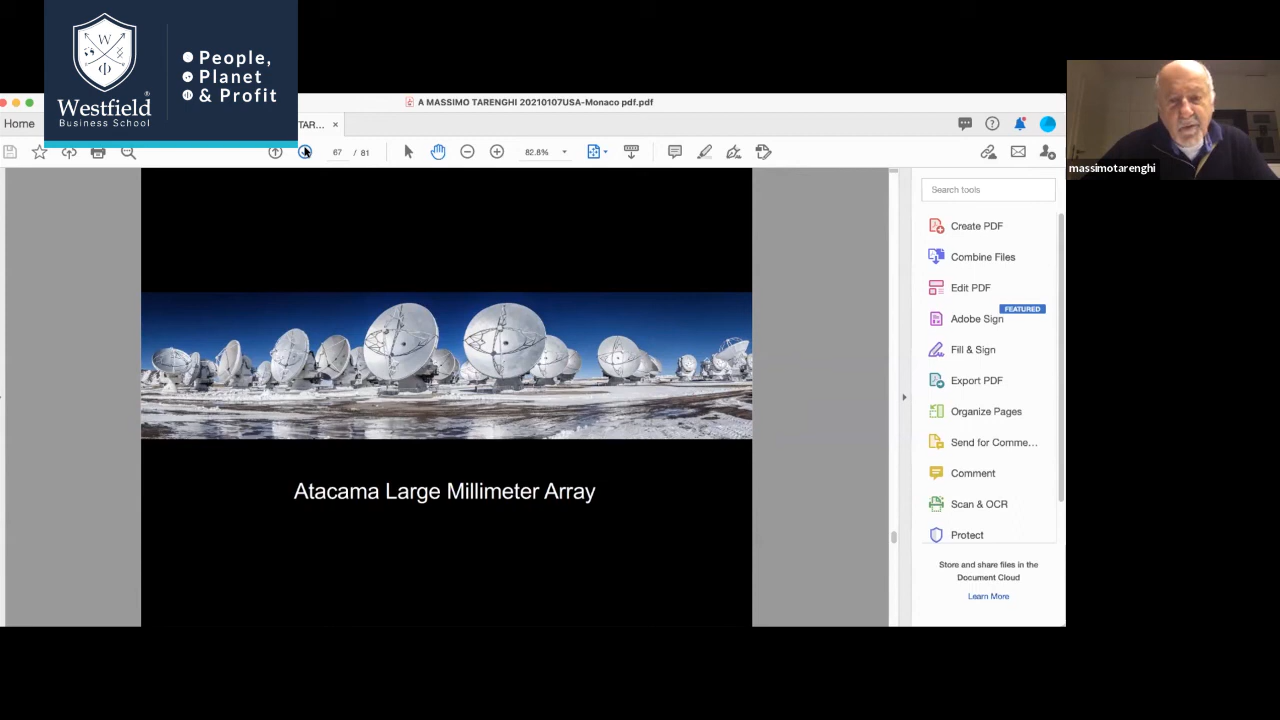 W
Westfield®
Business School
People,
Planet
& Profit
A MASSIMO TARENGHI 20210107USA-Monaco pdf.pdf
Home
TAR...
×
67 / 81
82.8%
massimotarenghi
Search tools
Create PDF
Combine Files
Edit PDF
FEATURED
Adobe Sign
Fill & Sign
Export PDF
Organize Pages
Send for Comme...
Comment
Scan & OCR
Protect
Store and share files in the
Document Cloud
Learn More
Atacama Large Millimeter Array